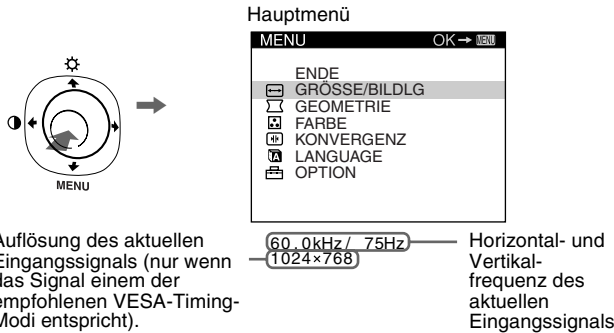 Hauptmenü
MENU OK→ MENU
ENDE
GRÖSSE/BILDLG
GEOMETRIE
FARBE
KONVERGENZ
LANGUAGE
OPTION
MENU
60.0kHz/ 75Hz
1024×768
Auflösung des aktuellen
Eingangssignals (nur wenn
das Signal einem der
empfohlenen VESA-Timing-
Modi entspricht).
Horizontal- und
Vertikal-
frequenz des
aktuellen
Eingangssignals